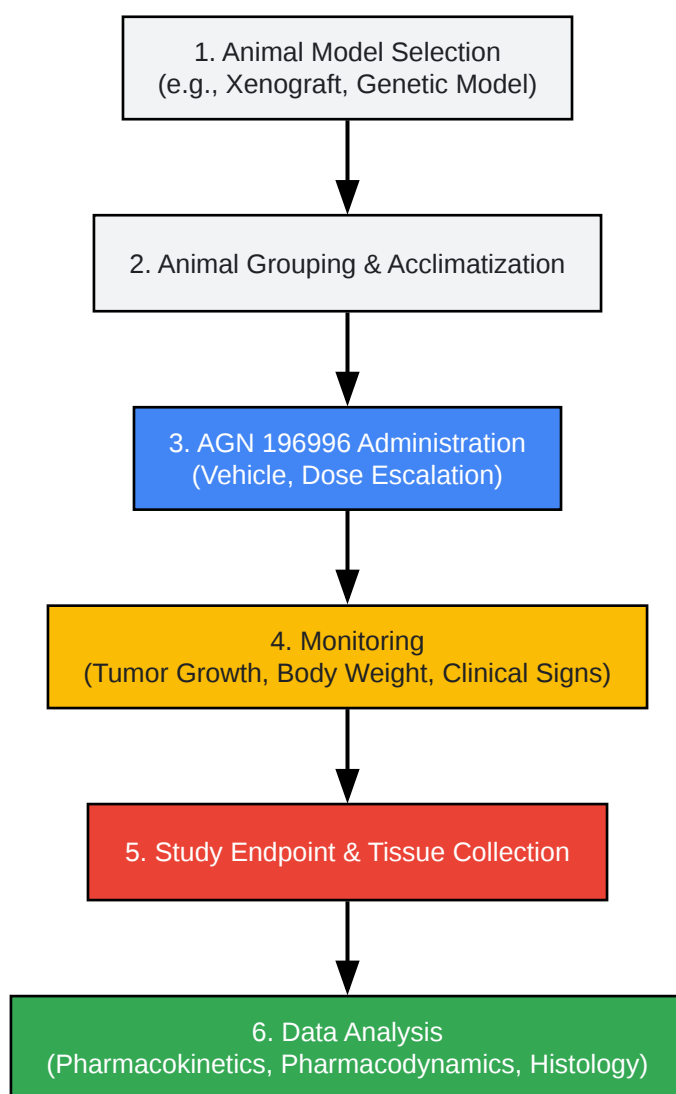 1. Animal Model Selection
(e.g., Xenograft, Genetic Model)
2. Animal Grouping & Acclimatization
3. AGN 196996 Administration
(Vehicle, Dose Escalation)
4. Monitoring
(Tumor Growth, Body Weight, Clinical Signs)
5. Study Endpoint & Tissue Collection
6. Data Analysis
(Pharmacokinetics, Pharmacodynamics, Histology)